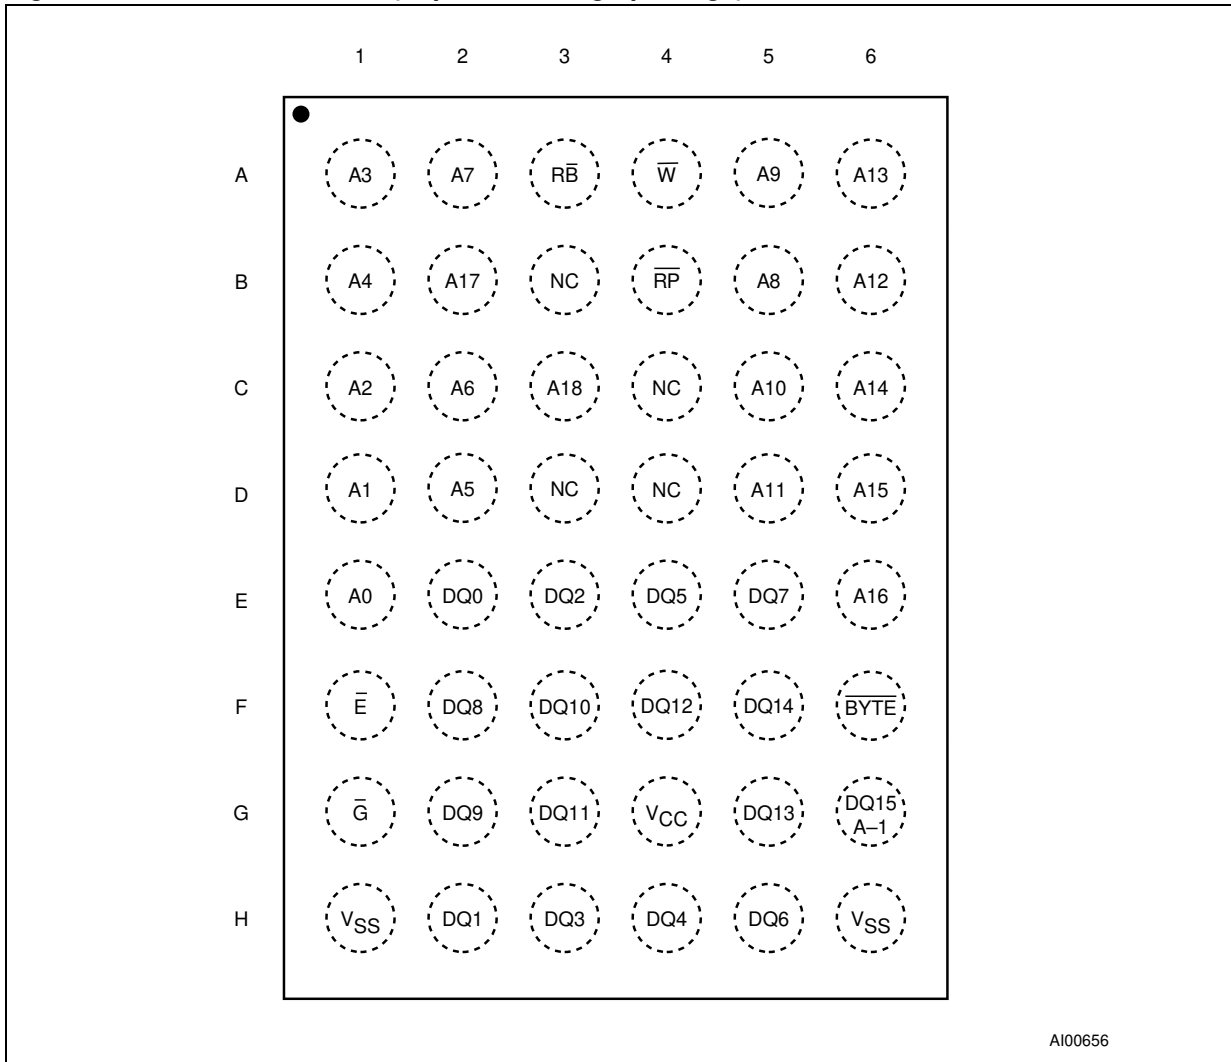 1 2 3 4 5 6
A A3 A7 RB̅ W̅ A9 A13
B A4 A17 NC R̅P̅ A8 A12
C A2 A6 A18 NC A10 A14
D A1 A5 NC NC A11 A15
E A0 DQ0 DQ2 DQ5 DQ7 A16
F E̅ DQ8 DQ10 DQ12 DQ14 B̅Y̅T̅E̅
G G̅ DQ9 DQ11 VCC DQ13 DQ15 A–1
H VSS DQ1 DQ3 DQ4 DQ6 VSS
AI00656